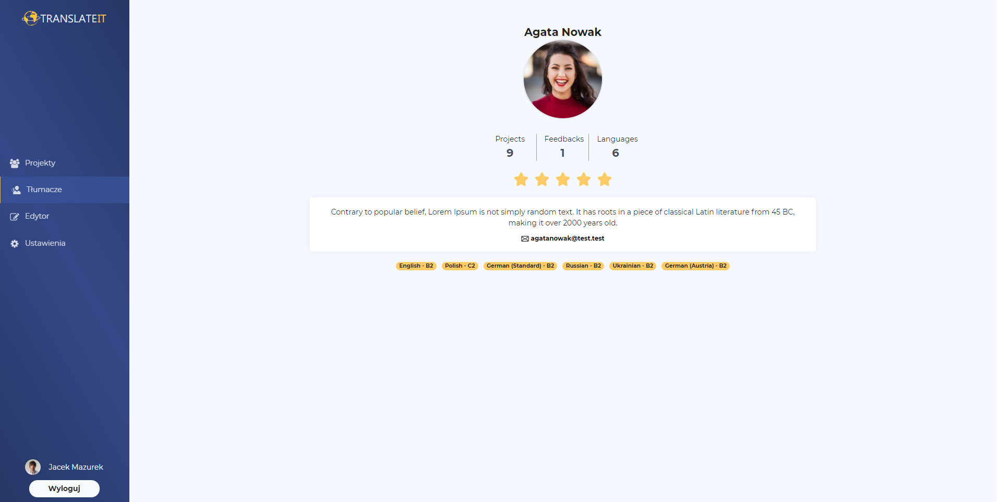 TRANSLATEIT
Projekty
Tłumacze
Edytor
Ustawienia
Jacek Mazurek
Wyloguj
Agata Nowak
Projects Feedbacks Languages
9 1 6
Contrary to popular belief, Lorem Ipsum is not simply random text. It has roots in a piece of classical Latin literature from 45 BC,
making it over 2000 years old.
agatanowak@test.test
English - B2 Polish - C2 German (Standard) - B2 Russian - B2 Ukrainian - B2 German (Austria) - B2